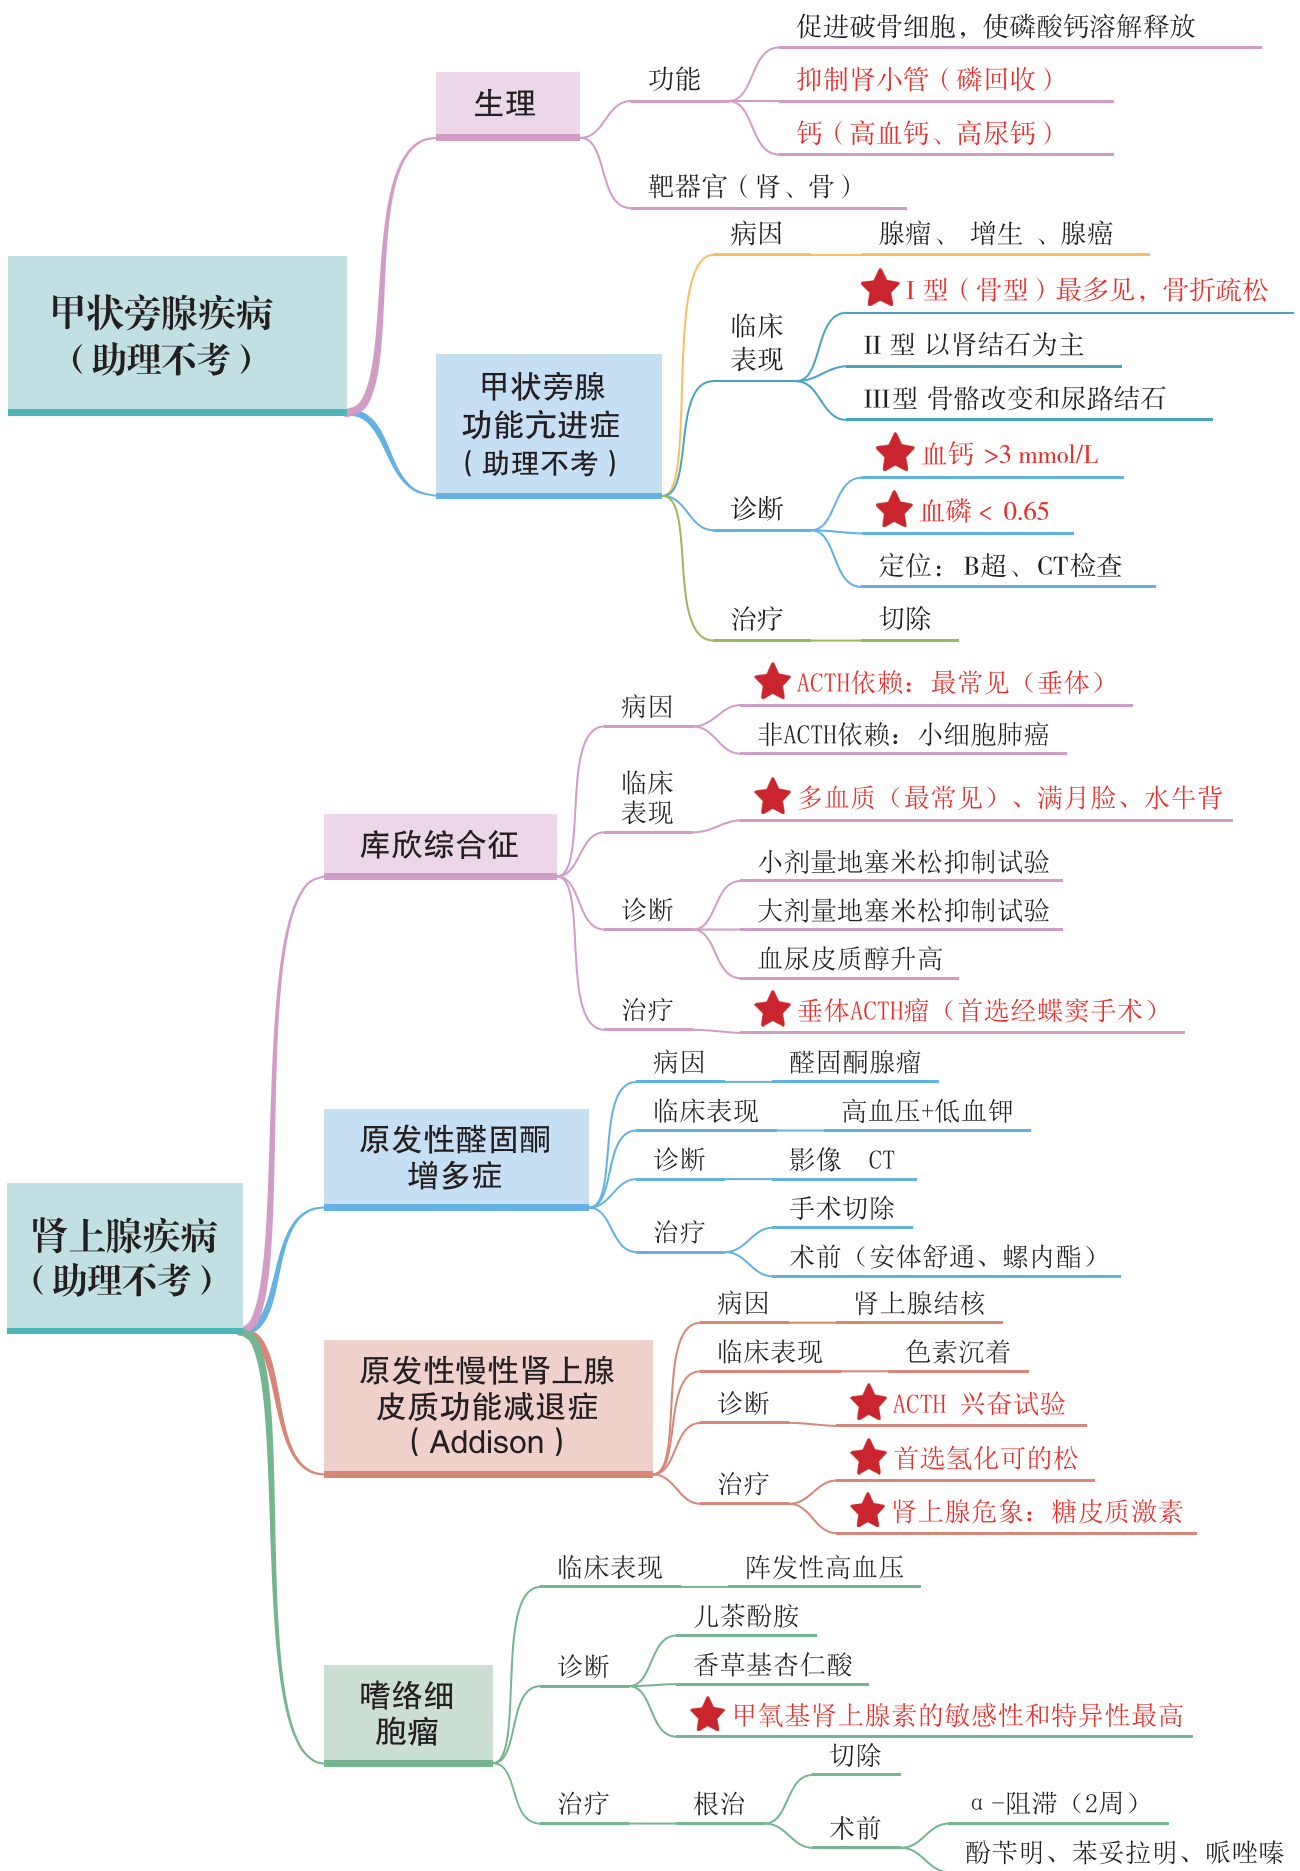 甲状旁腺疾病
（助理不考）
生理
功能
促进破骨细胞，使磷酸钙溶解释放
抑制肾小管（磷回收）
钙（高血钙、高尿钙）
靶器官（肾、骨）
甲状旁腺
功能亢进症
（助理不考）
病因
腺瘤、 增生 、腺癌
临床
表现
I 型（骨型）最多见，骨折疏松
II 型 以肾结石为主
III型 骨骼改变和尿路结石
诊断
血钙 >3 mmol/L
血磷 < 0.65
定位：B超、CT检查
治疗
切除
肾上腺疾病
（助理不考）
库欣综合征
病因
ACTH依赖：最常见（垂体）
非ACTH依赖：小细胞肺癌
临床
表现
多血质（最常见）、满月脸、水牛背
诊断
小剂量地塞米松抑制试验
大剂量地塞米松抑制试验
血尿皮质醇升高
治疗
垂体ACTH瘤（首选经蝶窦手术）
原发性醛固酮
增多症
病因
醛固酮腺瘤
临床表现
高血压+低血钾
诊断
影像 CT
治疗
手术切除
术前（安体舒通、螺内酯）
原发性慢性肾上腺
皮质功能减退症
（Addison）
病因
肾上腺结核
临床表现
色素沉着
诊断
ACTH 兴奋试验
治疗
首选氢化可的松
肾上腺危象：糖皮质激素
嗜络细
胞瘤
临床表现
阵发性高血压
诊断
儿茶酚胺
香草基杏仁酸
甲氧基肾上腺素的敏感性和特异性最高
治疗
根治
切除
术前
α-阻滞（2周）
酚苄明、苯妥拉明、哌唑嗪